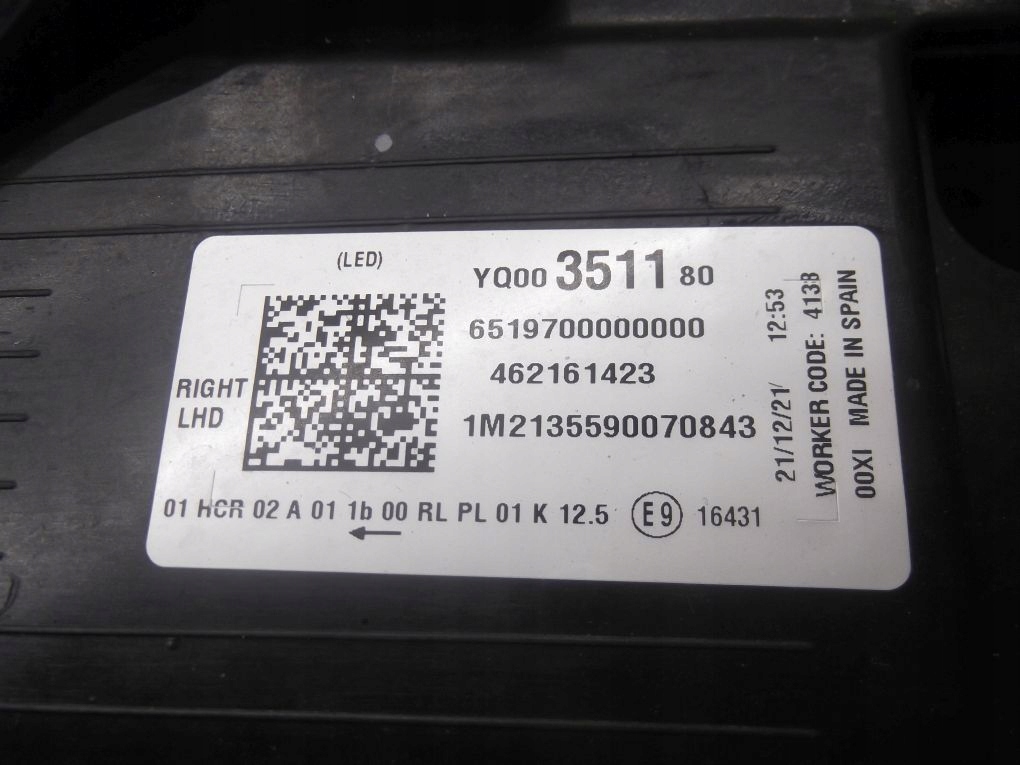 (LED)
YQ00 3511 80
6519700000000
462161423
1M2135590070843
RIGHT
LHD
01 HCR 02 A 01 1b 00 RL PL 01 K 12.5 E9 16431
←
21/12/21 12:53
WORKER CODE: 4138
00XI MADE IN SPAIN